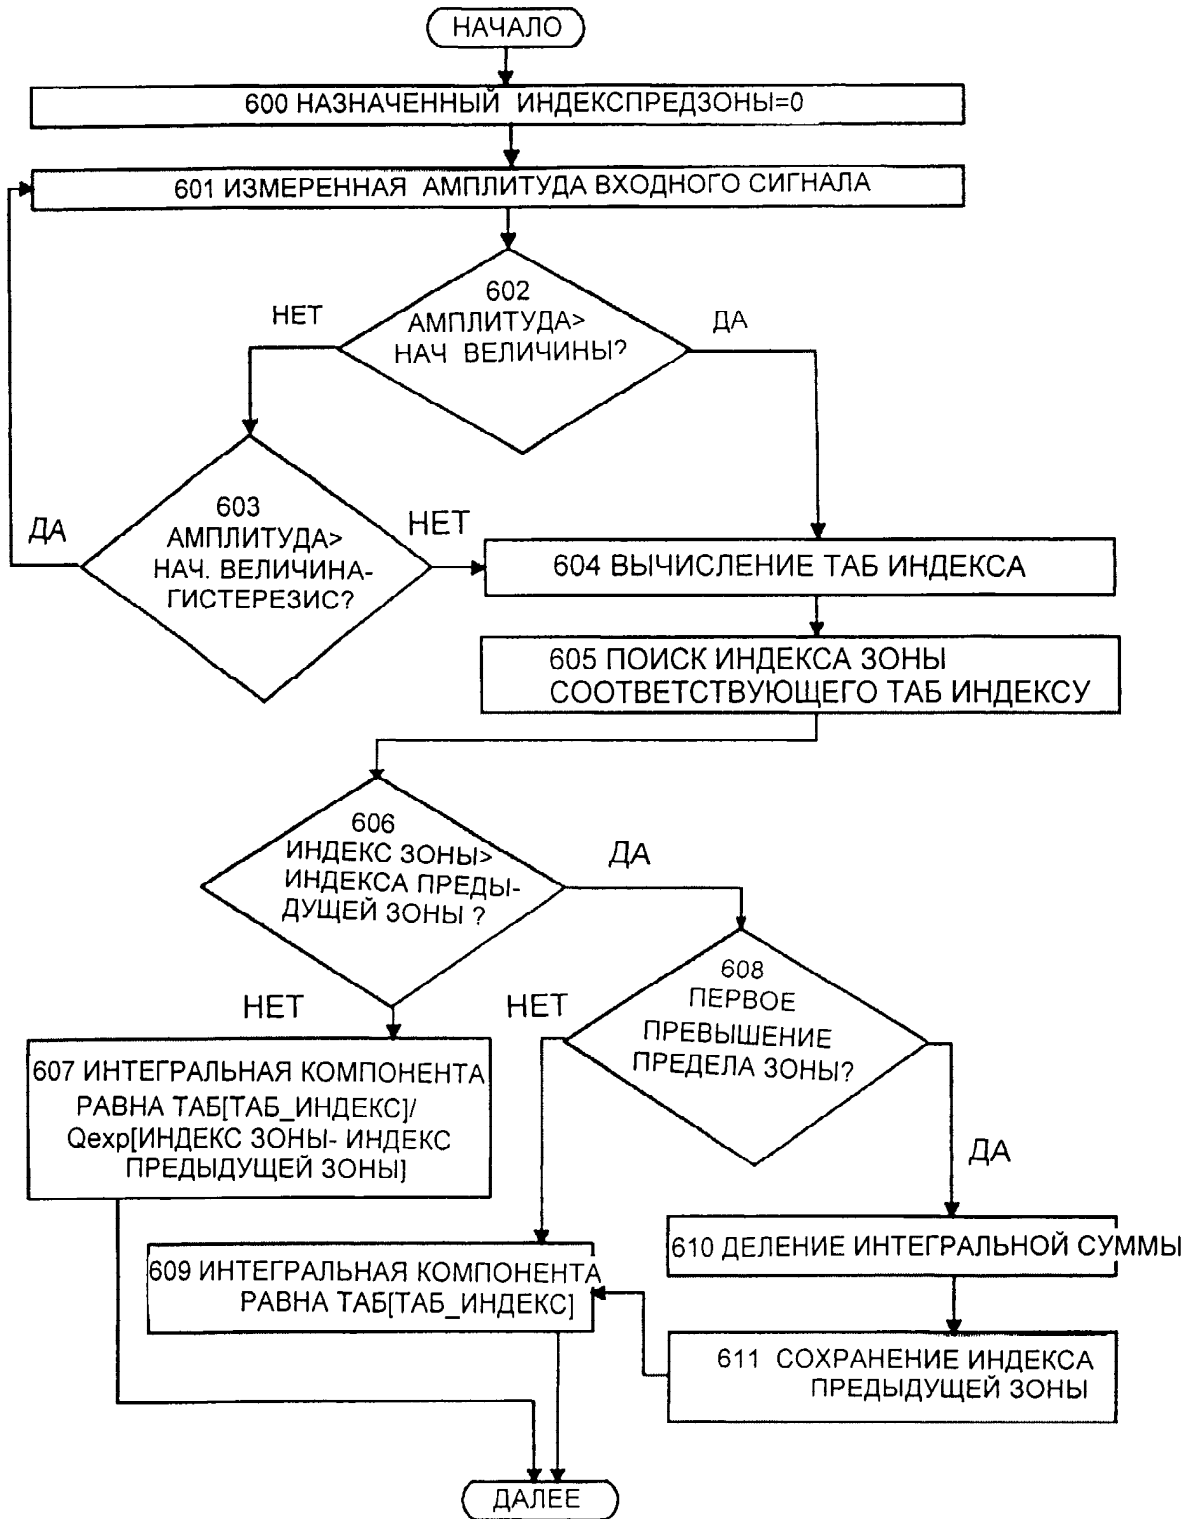 НАЧАЛО
600 НАЗНАЧЕННЫЙ ИНДЕКСПРЕДЗОНЫ=0
601 ИЗМЕРЕННАЯ АМПЛИТУДА ВХОДНОГО СИГНАЛА
602
АМПЛИТУДА>
НАЧ ВЕЛИЧИНЫ?
НЕТ
ДА
603
АМПЛИТУДА>
НАЧ. ВЕЛИЧИНА-
ГИСТЕРЕЗИС?
ДА
НЕТ
604 ВЫЧИСЛЕНИЕ ТАБ ИНДЕКСА
605 ПОИСК ИНДЕКСА ЗОНЫ
СООТВЕТСТВУЮЩЕГО ТАБ ИНДЕКСУ
606
ИНДЕКС ЗОНЫ>
ИНДЕКСА ПРЕДЫ-
ДУЩЕЙ ЗОНЫ ?
ДА
НЕТ
608
ПЕРВОЕ
ПРЕВЫШЕНИЕ
ПРЕДЕЛА ЗОНЫ?
НЕТ
ДА
607 ИНТЕГРАЛЬНАЯ КОМПОНЕНТА
РАВНА ТАБ[ТАБ_ИНДЕКС]/
Qexp[ИНДЕКС ЗОНЫ- ИНДЕКС
ПРЕДЫДУЩЕЙ ЗОНЫ]
610 ДЕЛЕНИЕ ИНТЕГРАЛЬНОЙ СУММЫ
609 ИНТЕГРАЛЬНАЯ КОМПОНЕНТА
РАВНА ТАБ[ТАБ_ИНДЕКС]
611 СОХРАНЕНИЕ ИНДЕКСА
ПРЕДЫДУЩЕЙ ЗОНЫ
ДАЛЕЕ